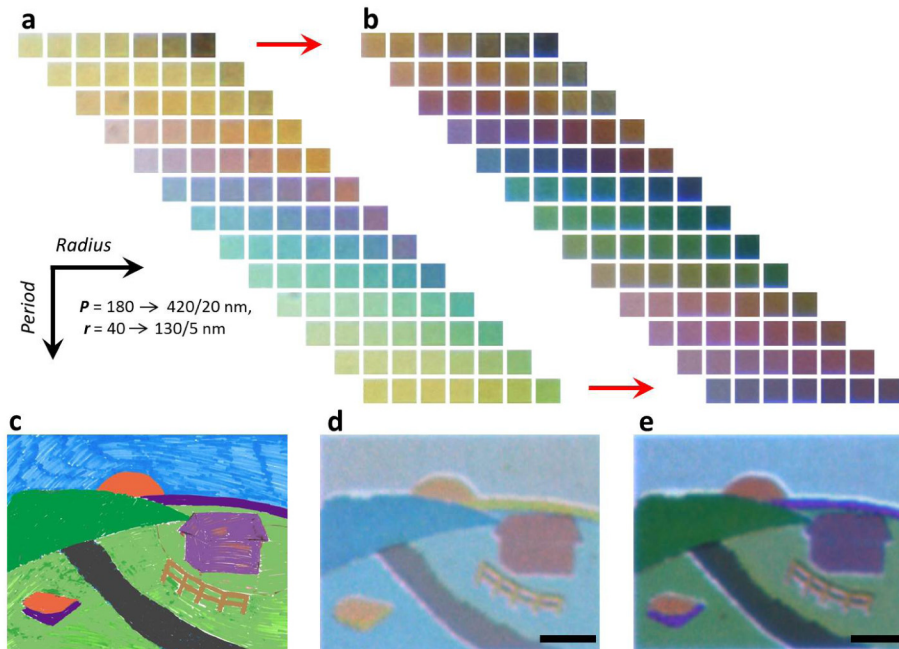 a
b
Radius
Period
P = 180 → 420/20 nm,
r = 40 → 130/5 nm
c
d
e